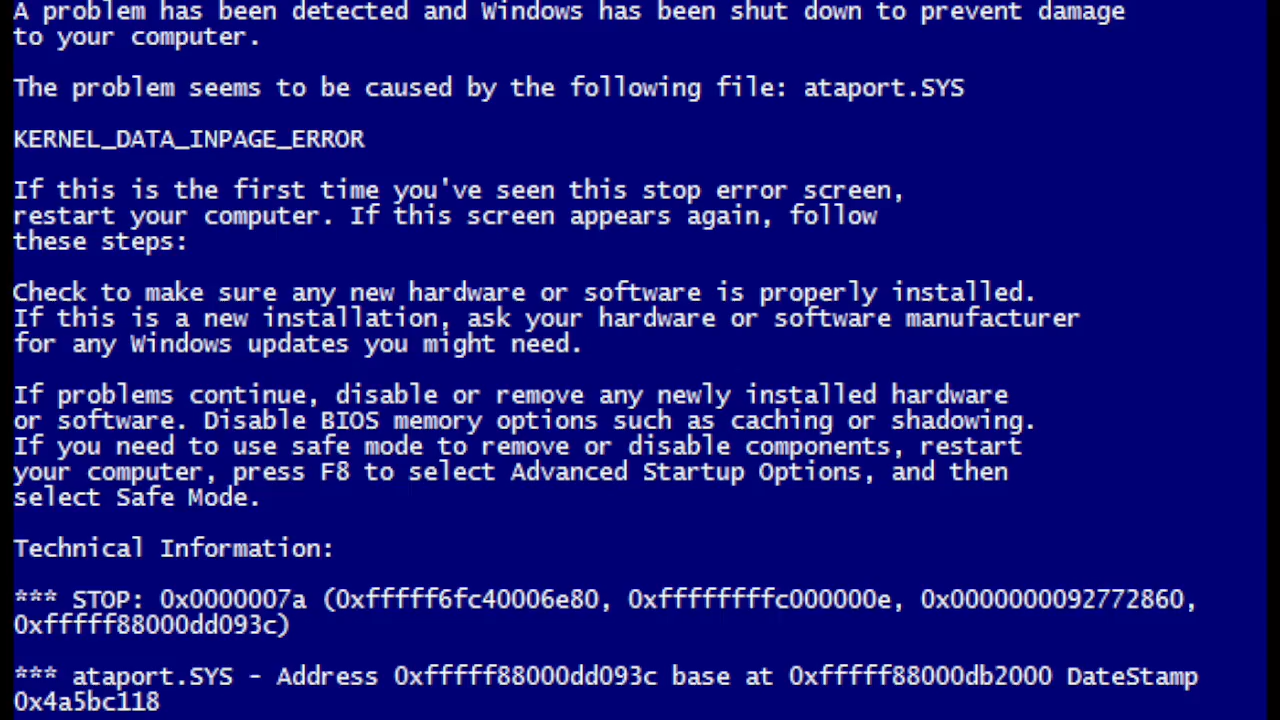 A problem has been detected and Windows has been shut down to prevent damage
to your computer.
The problem seems to be caused by the following file: ataport.SYS
KERNEL_DATA_INPAGE_ERROR
If this is the first time you've seen this stop error screen,
restart your computer. If this screen appears again, follow
these steps:
Check to make sure any new hardware or software is properly installed.
If this is a new installation, ask your hardware or software manufacturer
for any Windows updates you might need.
If problems continue, disable or remove any newly installed hardware
or software. Disable BIOS memory options such as caching or shadowing.
If you need to use safe mode to remove or disable components, restart
your computer, press F8 to select Advanced Startup Options, and then
select Safe Mode.
Technical Information:
*** STOP: 0x0000007a (0xfffff6fc40006e80, 0xffffffffc000000e, 0x0000000092772860,
0xfffff88000dd093c)
*** ataport.SYS - Address 0xfffff88000dd093c base at 0xfffff88000db2000 DateStamp
0x4a5bc118